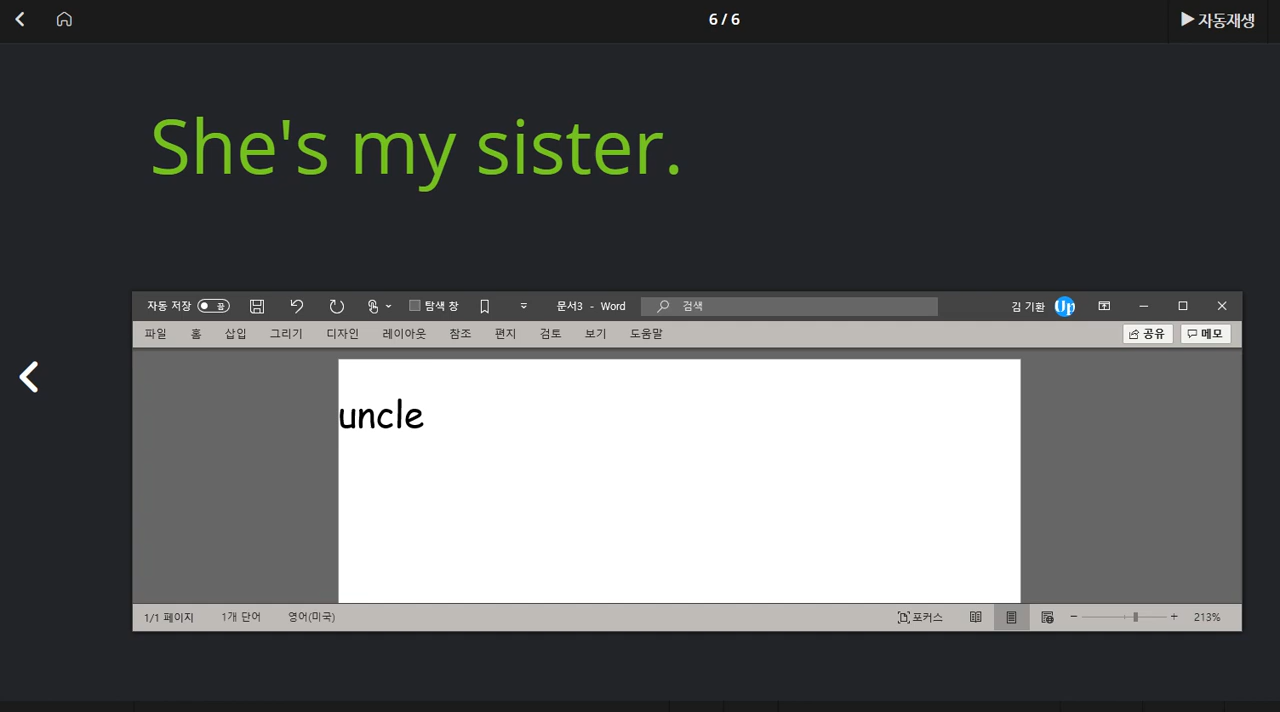 6 / 6
▶ 자동재생
She's my sister.
자동 저장 끔 탐색 창 문서3 - Word 검색 김 기환 Up
파일 홈 삽입 그리기 디자인 레이아웃 참조 편지 검토 보기 도움말 공유 메모
uncle
1/1 페이지 1개 단어 영어(미국) 포커스 − + 213%